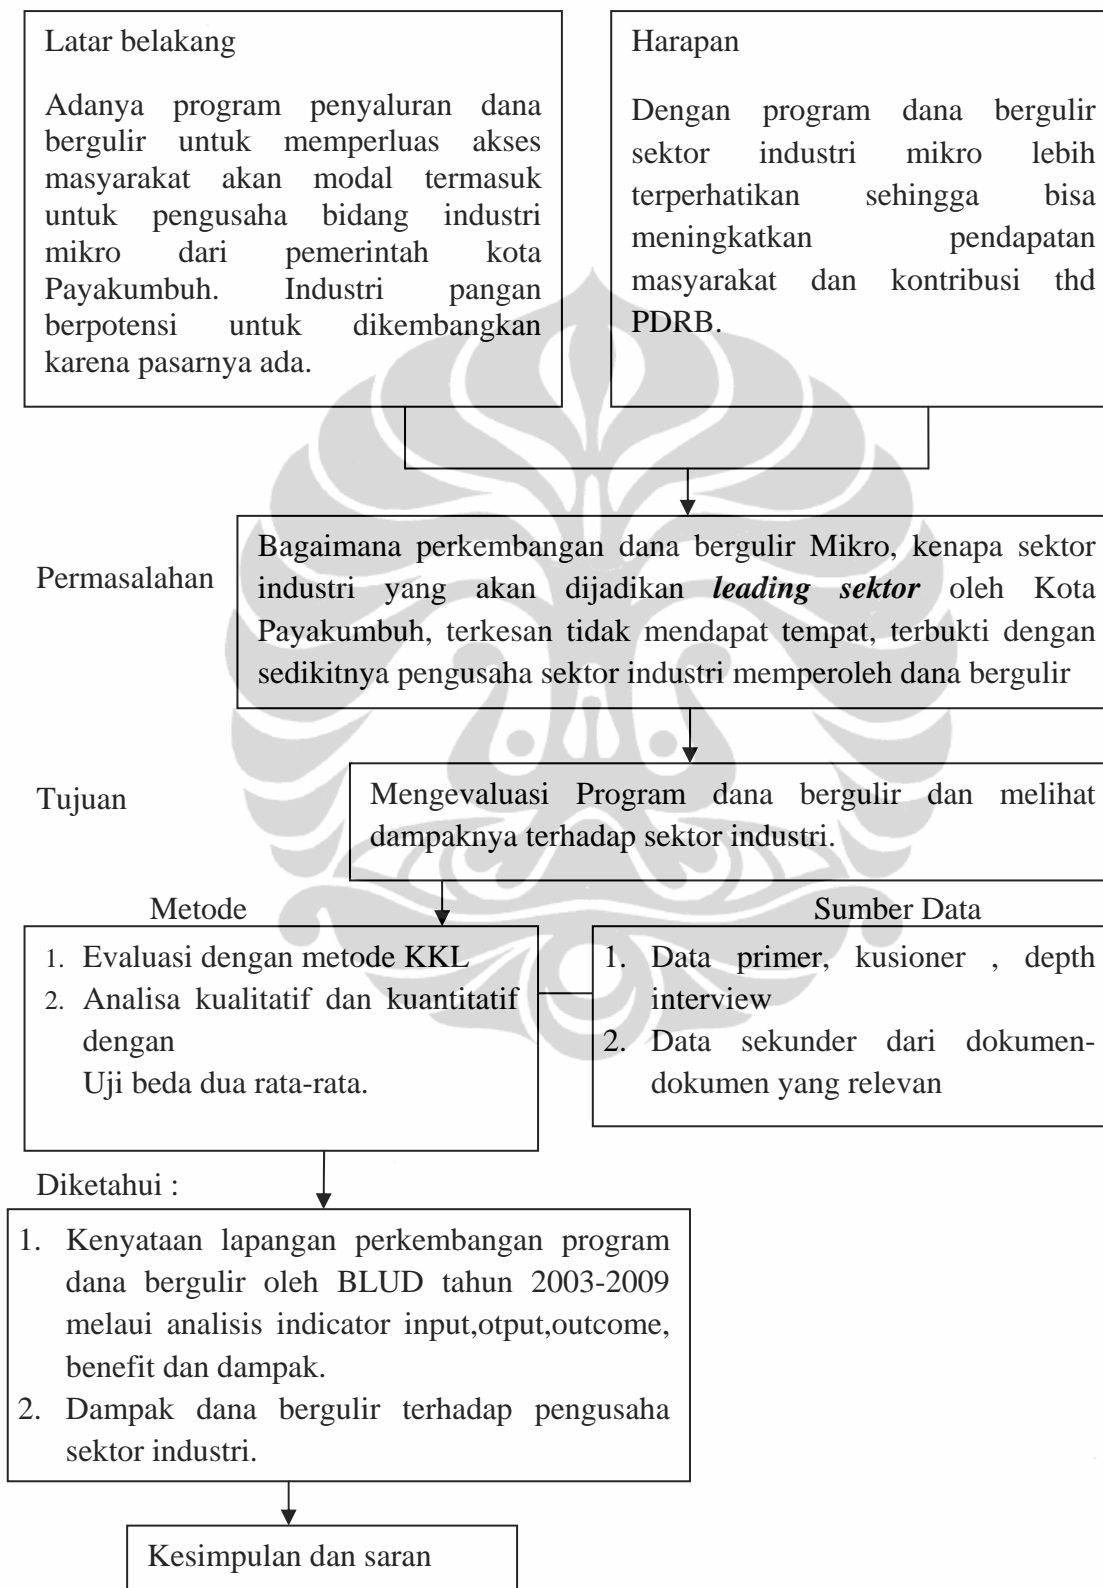 Latar belakang
Adanya program penyaluran dana
bergulir untuk memperluas akses
masyarakat akan modal termasuk
untuk pengusaha bidang industri
mikro dari pemerintah kota
Payakumbuh. Industri pangan
berpotensi untuk dikembangkan
karena pasarnya ada.
Harapan
Dengan program dana bergulir
sektor industri mikro lebih
terperhatikan sehingga bisa
meningkatkan pendapatan
masyarakat dan kontribusi thd
PDRB.
Permasalahan
Bagaimana perkembangan dana bergulir Mikro, kenapa sektor
industri yang akan dijadikan leading sektor oleh Kota
Payakumbuh, terkesan tidak mendapat tempat, terbukti dengan
sedikitnya pengusaha sektor industri memperoleh dana bergulir
Tujuan
Mengevaluasi Program dana bergulir dan melihat
dampaknya terhadap sektor industri.
Metode
1. Evaluasi dengan metode KKL
2. Analisa kualitatif dan kuantitatif
dengan
Uji beda dua rata-rata.
Sumber Data
1. Data primer, kusioner , depth
interview
2. Data sekunder dari dokumen-
dokumen yang relevan
Diketahui :
1. Kenyataan lapangan perkembangan program
dana bergulir oleh BLUD tahun 2003-2009
melaui analisis indicator input,otput,outcome,
benefit dan dampak.
2. Dampak dana bergulir terhadap pengusaha
sektor industri.
Kesimpulan dan saran